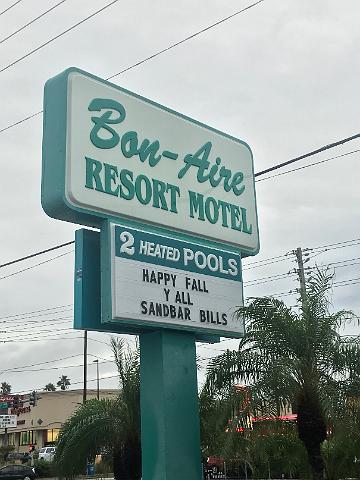 Bon-Aire
RESORT MOTEL
2 HEATED POOLS
HAPPY FALL
Y ALL
SANDBAR BILLS